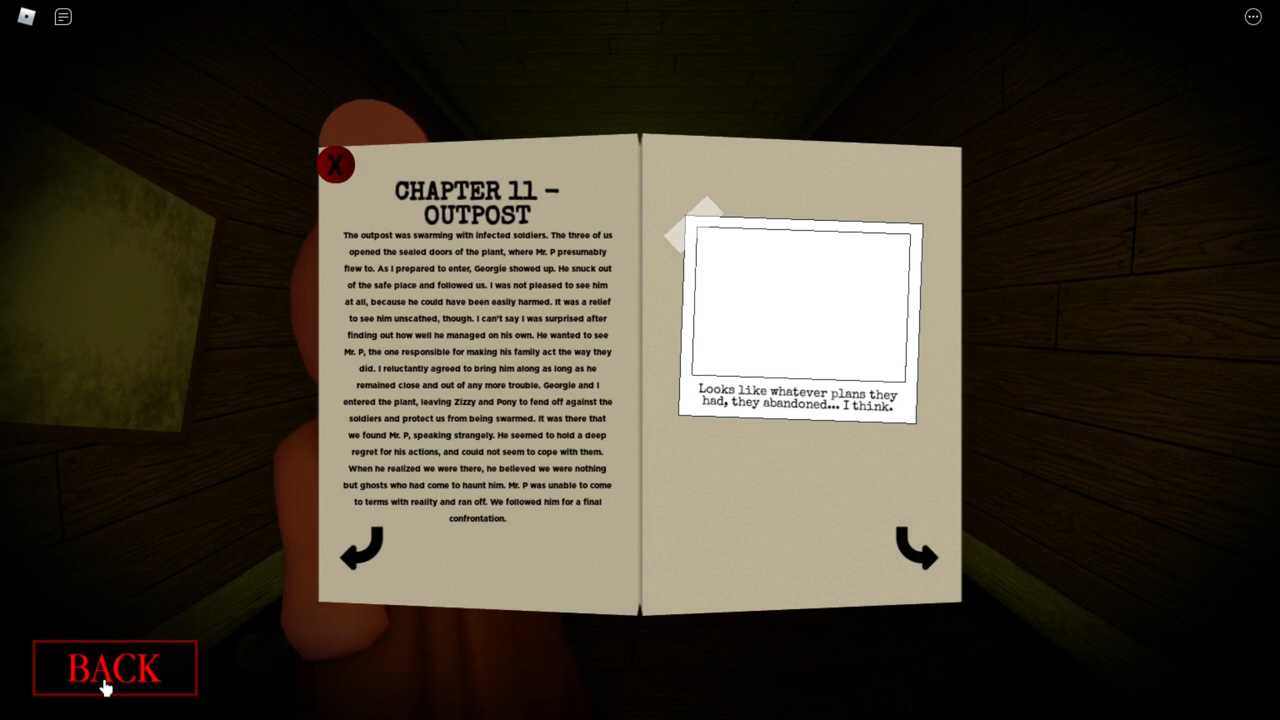 X
CHAPTER 11 -
OUTPOST
The outpost was swarming with infected soldiers. The three of us
opened the sealed doors of the plant, where Mr. P presumably
flew to. As I prepared to enter, Georgie showed up. He snuck out
of the safe place and followed us. I was not pleased to see him
at all, because he could have been easily harmed. It was a relief
to see him unscathed, though. I can't say I was surprised after
finding out how well he managed on his own. He wanted to see
Mr. P, the one responsible for making his family act the way they
did. I reluctantly agreed to bring him along as long as he
remained close and out of any more trouble. Georgie and I
entered the plant, leaving Zizzy and Pony to fend off against the
soldiers and protect us from being swarmed. It was there that
we found Mr. P, speaking strangely. He seemed to hold a deep
regret for his actions, and could not seem to cope with them.
When he realized we were there, he believed we were nothing
but ghosts who had come to haunt him. Mr. P was unable to come
to terms with reality and ran off. We followed him for a final
confrontation.
Looks like whatever plans they
had, they abandoned... I think.
BACK